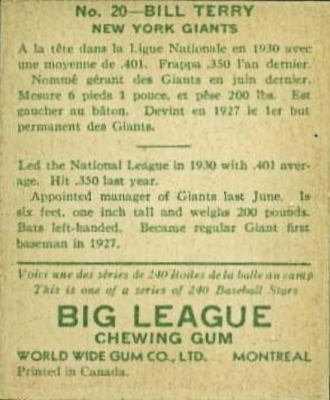 No. 20—BILL TERRY
NEW YORK GIANTS
A la tête dans la Ligue Nationale en 1930 avec
une moyenne de .401. Frappa .350 l'an dernier.
Nommé gérant des Giants en juin dernier.
Mesure 6 pieds 1 pouce, et pèse 200 lbs. Est
gaucher au bâton. Devint en 1927 le 1er but
permanent des Giants.
Led the National League in 1930 with .401 aver-
age. Hit .350 last year.
Appointed manager of Giants last June. Is
six feet, one inch tall and weighs 200 pounds.
Bats left-handed. Became regular Giant first
baseman in 1927.
Voici une des séries de 240 Etoiles de la balle au camp
This is one of a series of 240 Baseball Stars
BIG LEAGUE
CHEWING GUM
WORLD WIDE GUM CO., LTD. MONTREAL
Printed in Canada.